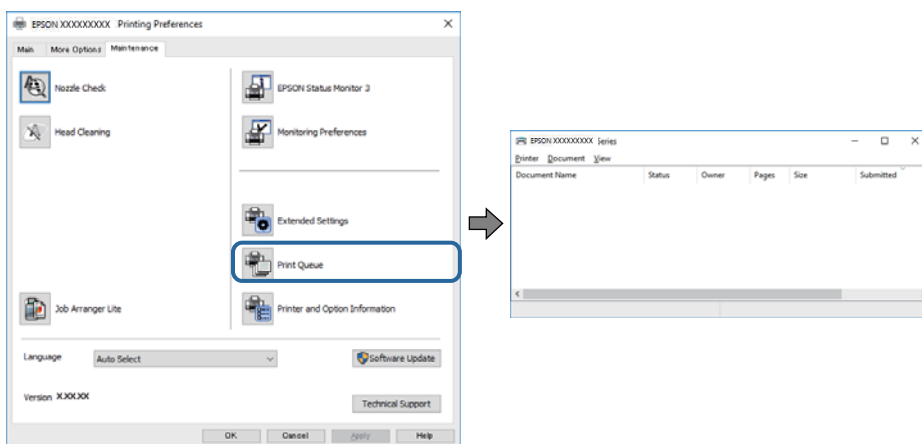 EPSON XXXXXXXXX Printing Preferences
Main More Options Maintenance
Nozzle Check
EPSON Status Monitor 3
Head Cleaning
Monitoring Preferences
Extended Settings
Print Queue
Job Arranger Lite
Printer and Option Information
Language Auto Select Software Update
Version X.XX.XX
Technical Support
OK Cancel Apply Help
EPSON XXXXXXXXX Series
Printer Document View
Document Name Status Owner Pages Size Submitted